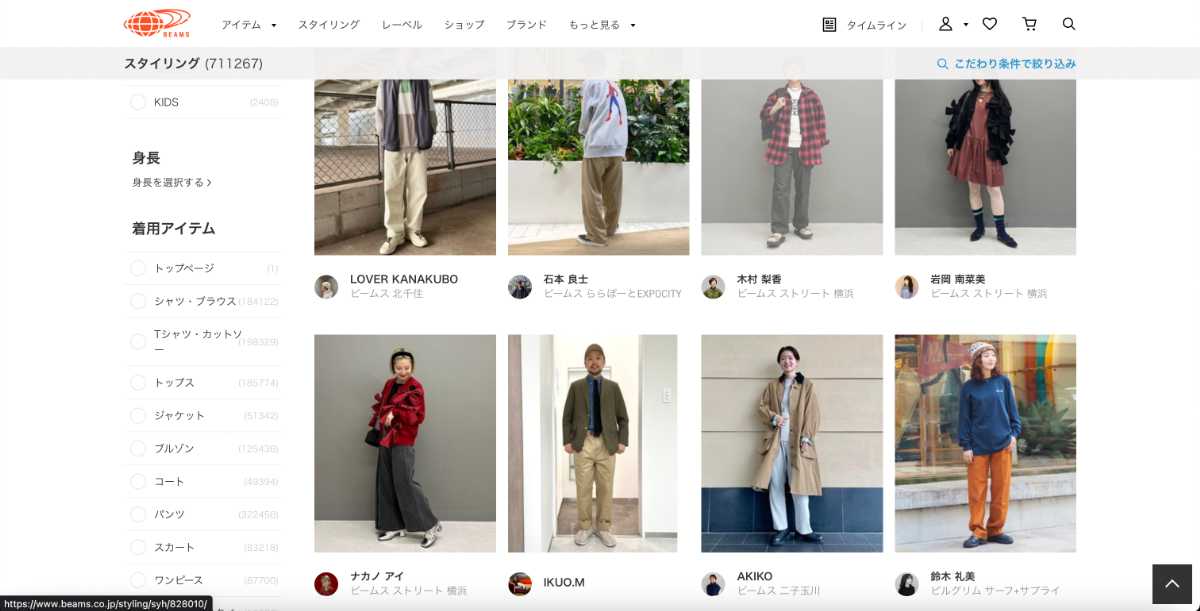 BEAMS
アイテム
スタイリング
レーベル
ショップ
ブランド
もっと見る
タイムライン
スタイリング (711267)
こだわり条件で絞り込み
KIDS (2408)
身長
身長を選択する
着用アイテム
トップページ (1)
シャツ・ブラウス (184122)
Tシャツ・カットソ
ー (198329)
トップス (185774)
ジャケット (51342)
ブルゾン (125439)
コート (49394)
パンツ (372458)
スカート (83218)
ワンピース (67700)
LOVER KANAKUBO
ビームス 北千住
石本 良士
ビームス ららぽーとEXPOCITY
木村 梨香
ビームス ストリート 横浜
岩岡 南菜美
ビームス ストリート 横浜
ナカノ アイ
ビームス ストリート 横浜
IKUO.M
AKIKO
ビームス 二子玉川
鈴木 礼美
ビルグリム サーフ+サプライ
https://www.beams.co.jp/styling/syh/828010/